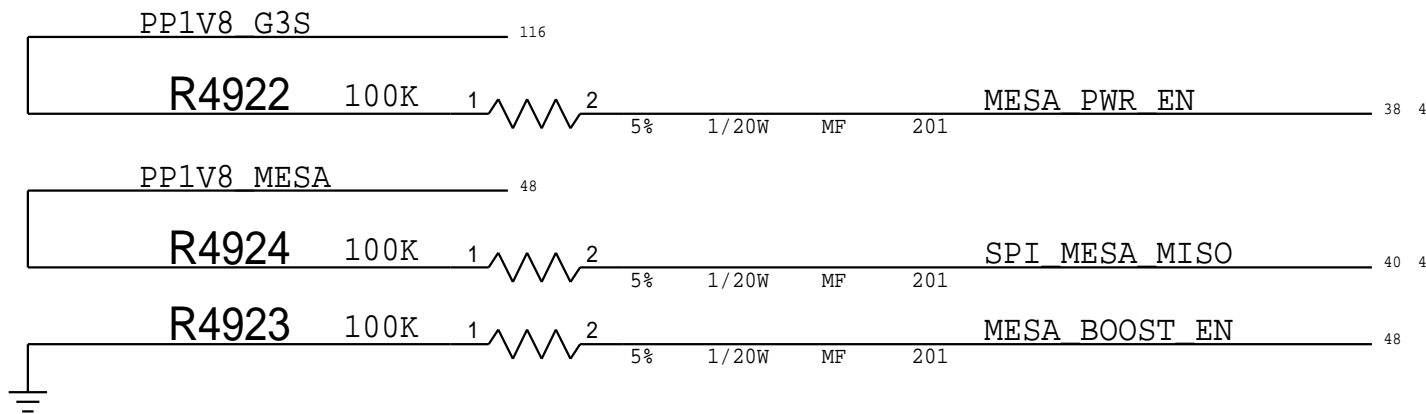 PP1V8_G3S 116
R4922 100K 1 2 MESA_PWR_EN 38 4
5% 1/20W MF 201
PP1V8_MESA 48
R4924 100K 1 2 SPI_MESA_MISO 40 4
5% 1/20W MF 201
R4923 100K 1 2 MESA_BOOST_EN 48
5% 1/20W MF 201